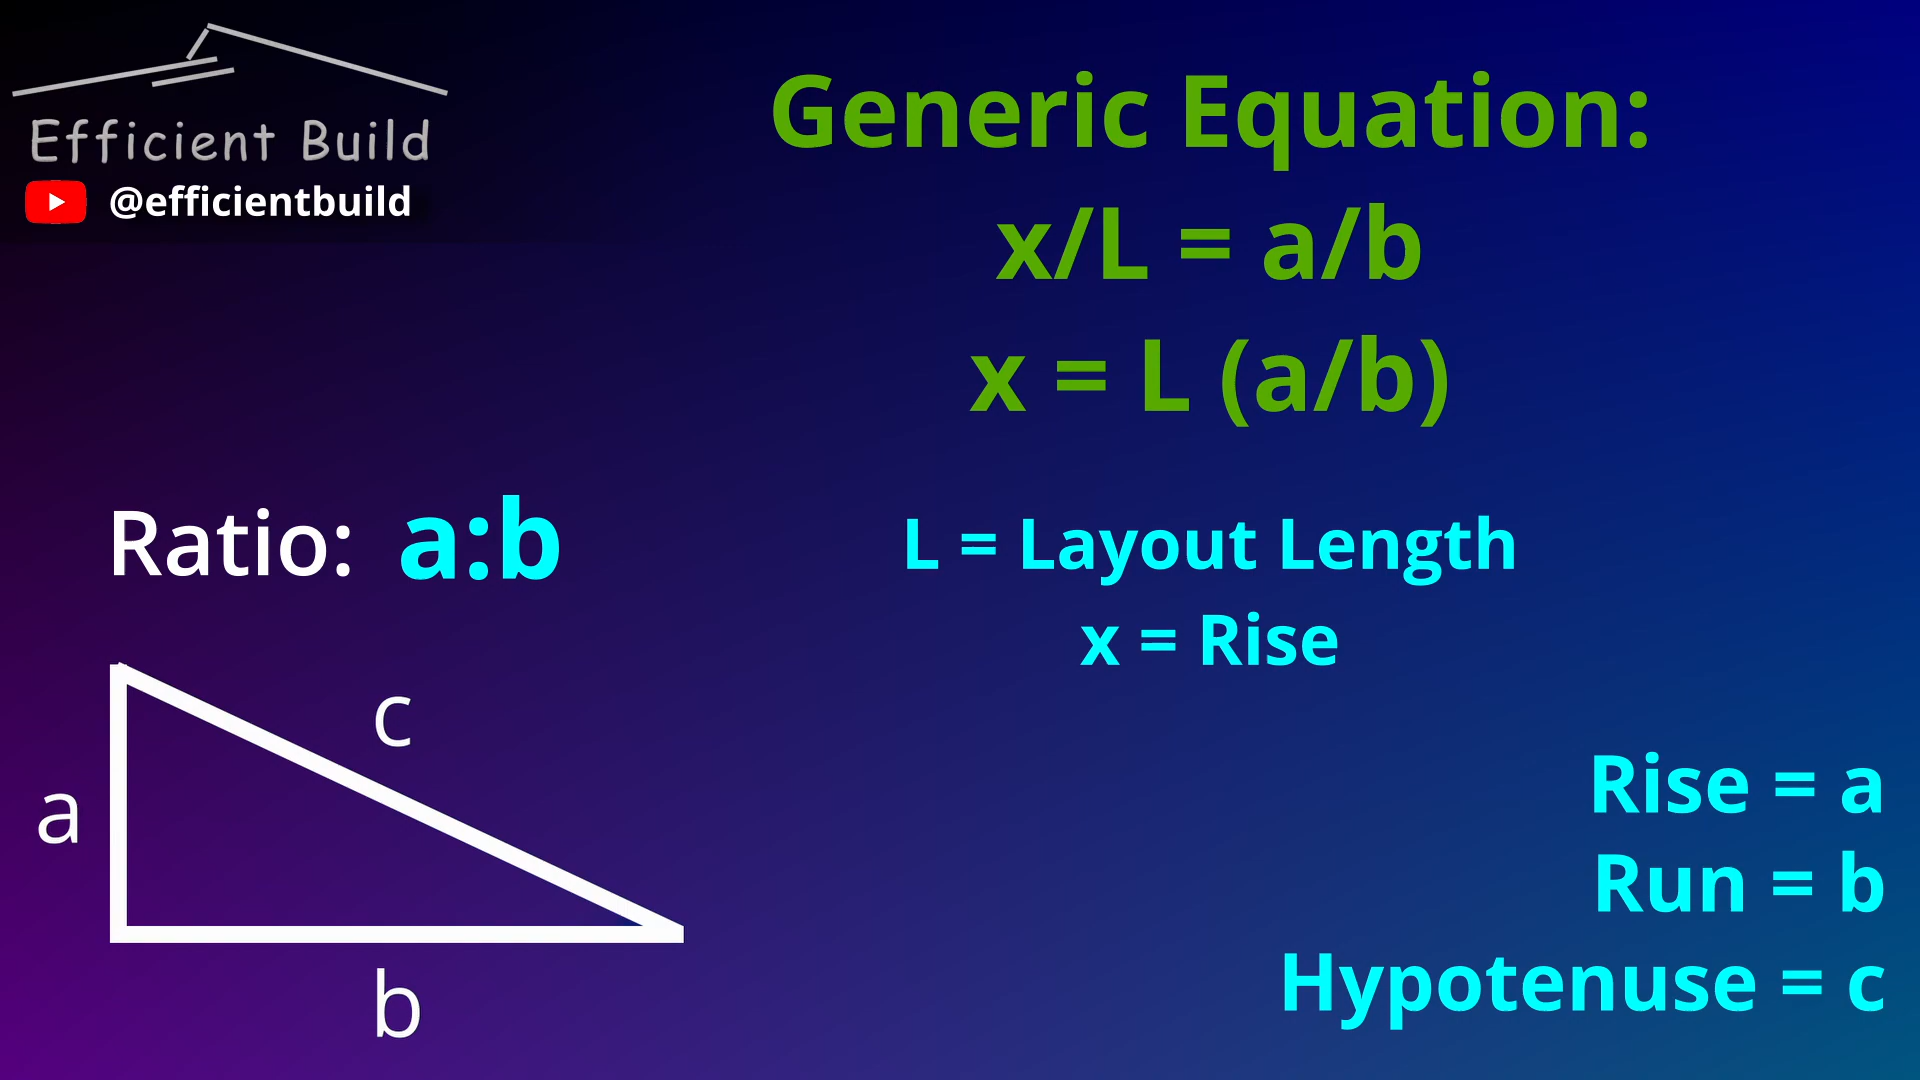 Efficient Build
@efficientbuild
Generic Equation:
x/L = a/b
x = L (a/b)
Ratio: a:b
L = Layout Length
x = Rise
c
a
b
Rise = a
Run = b
Hypotenuse = c